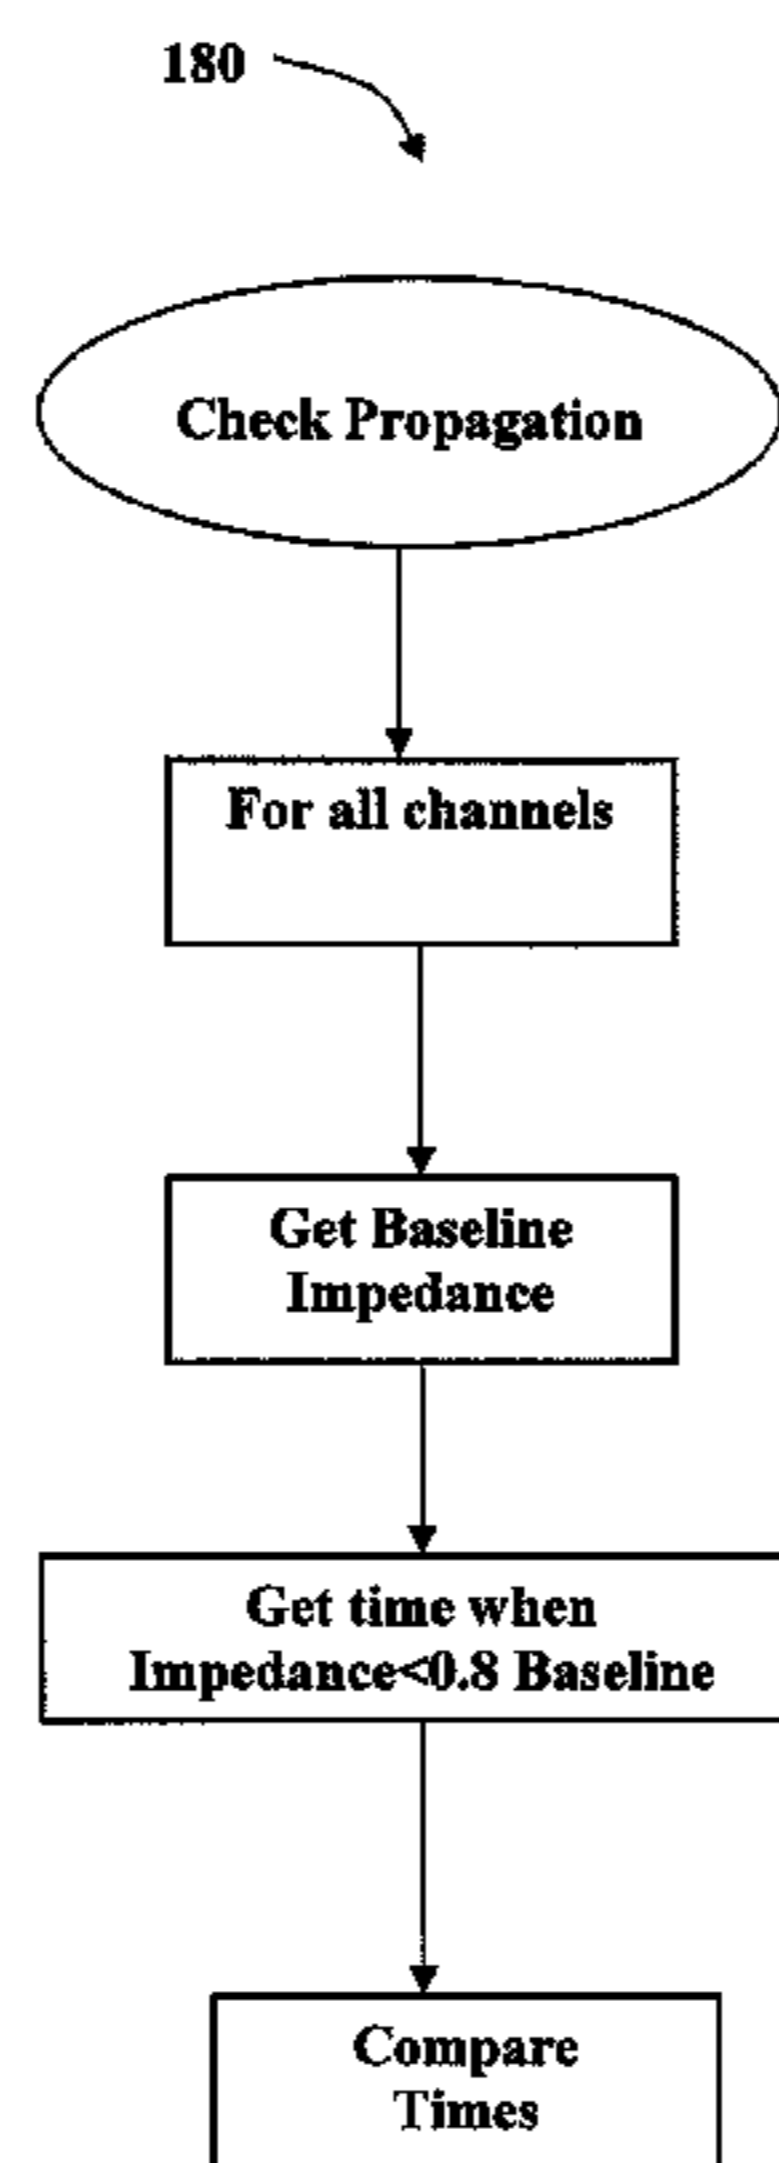 180
Check Propagation
For all channels
Get Baseline
Impedance
Get time when
Impedance<0.8 Baseline
Compare
Times